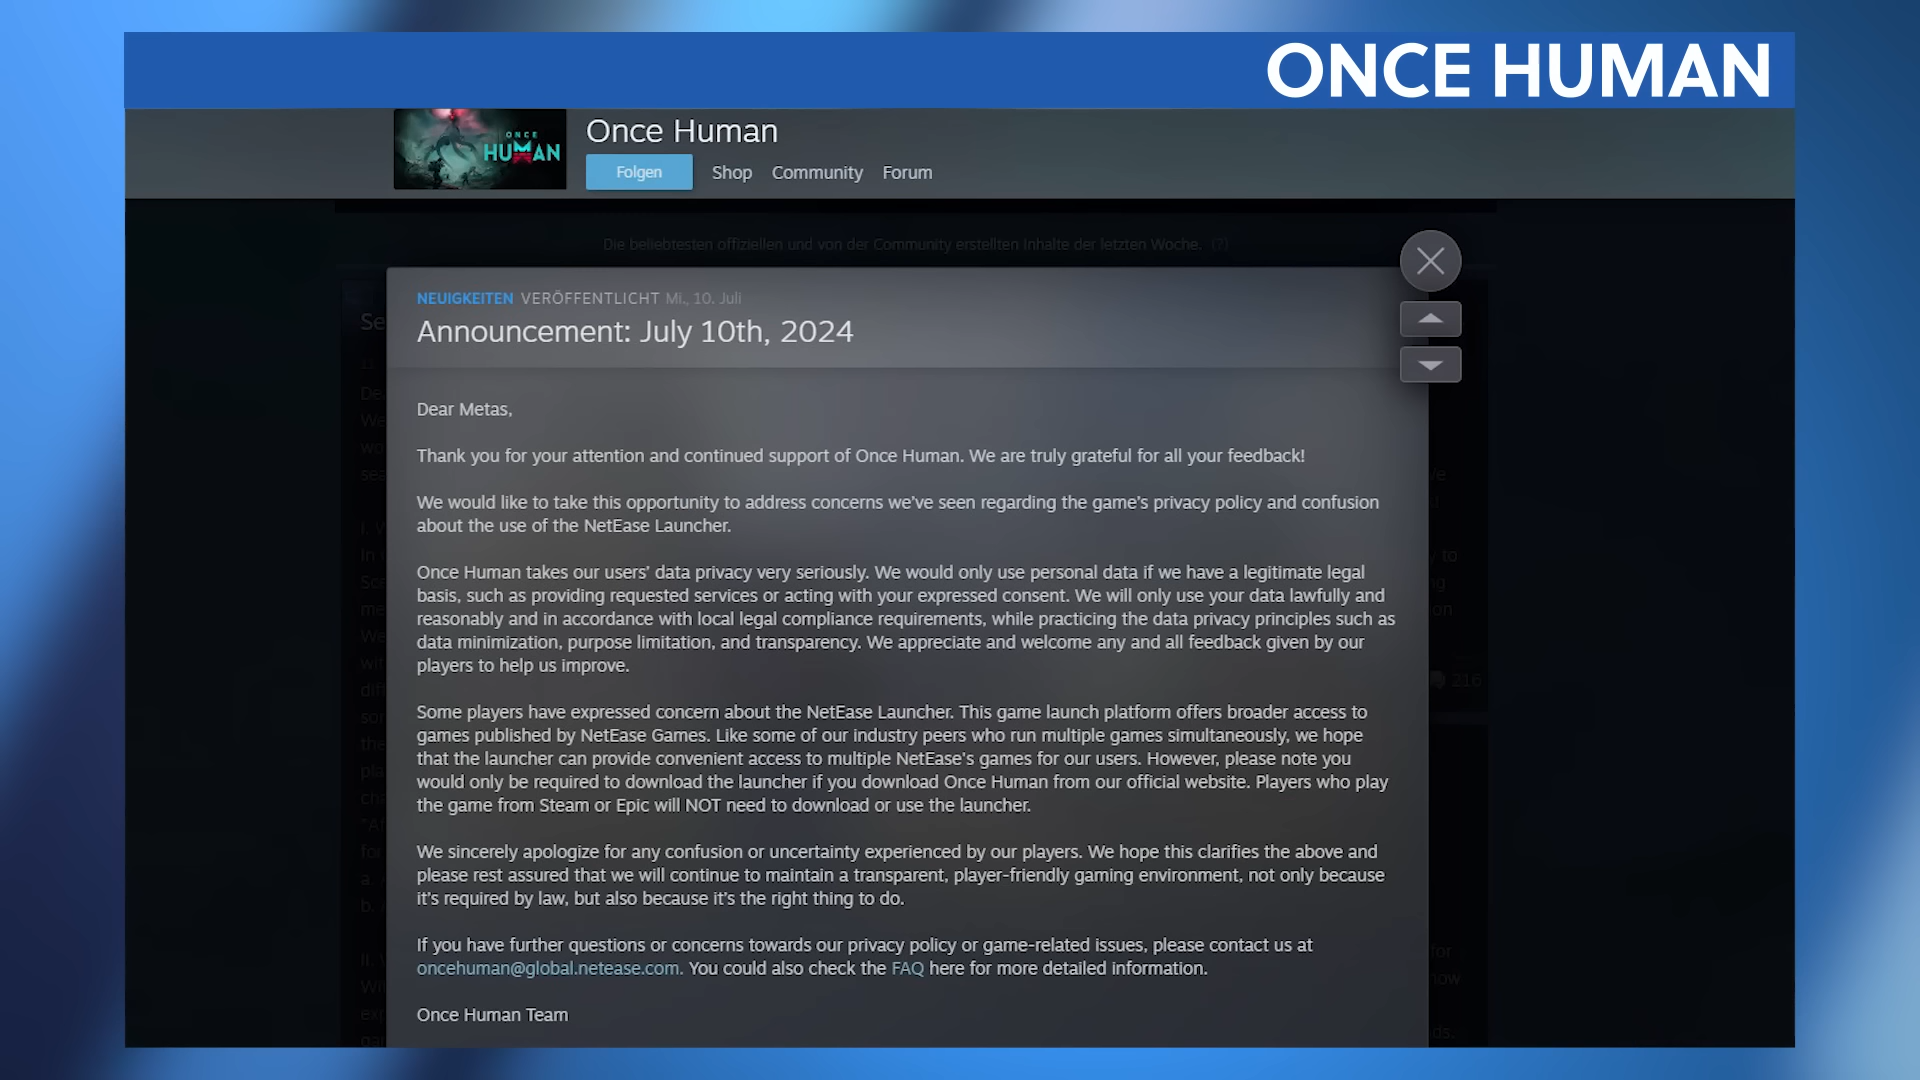 ONCE HUMAN
ONCE
HUMAN
Once Human
Folgen Shop Community Forum
Die beliebtesten offiziellen und von der Community erstellten Inhalte der letzten Woche. (?)
NEUIGKEITEN VERÖFFENTLICHT Mi., 10. Juli
Announcement: July 10th, 2024
Dear Metas,
Thank you for your attention and continued support of Once Human. We are truly grateful for all your feedback!
We would like to take this opportunity to address concerns we've seen regarding the game's privacy policy and confusion
about the use of the NetEase Launcher.
Once Human takes our users' data privacy very seriously. We would only use personal data if we have a legitimate legal
basis, such as providing requested services or acting with your expressed consent. We will only use your data lawfully and
reasonably and in accordance with local legal compliance requirements, while practicing the data privacy principles such as
data minimization, purpose limitation, and transparency. We appreciate and welcome any and all feedback given by our
players to help us improve.
Some players have expressed concern about the NetEase Launcher. This game launch platform offers broader access to
games published by NetEase Games. Like some of our industry peers who run multiple games simultaneously, we hope
that the launcher can provide convenient access to multiple NetEase's games for our users. However, please note you
would only be required to download the launcher if you download Once Human from our official website. Players who play
the game from Steam or Epic will NOT need to download or use the launcher.
We sincerely apologize for any confusion or uncertainty experienced by our players. We hope this clarifies the above and
please rest assured that we will continue to maintain a transparent, player-friendly gaming environment, not only because
it's required by law, but also because it's the right thing to do.
If you have further questions or concerns towards our privacy policy or game-related issues, please contact us at
oncehuman@global.netease.com. You could also check the FAQ here for more detailed information.
Once Human Team
216